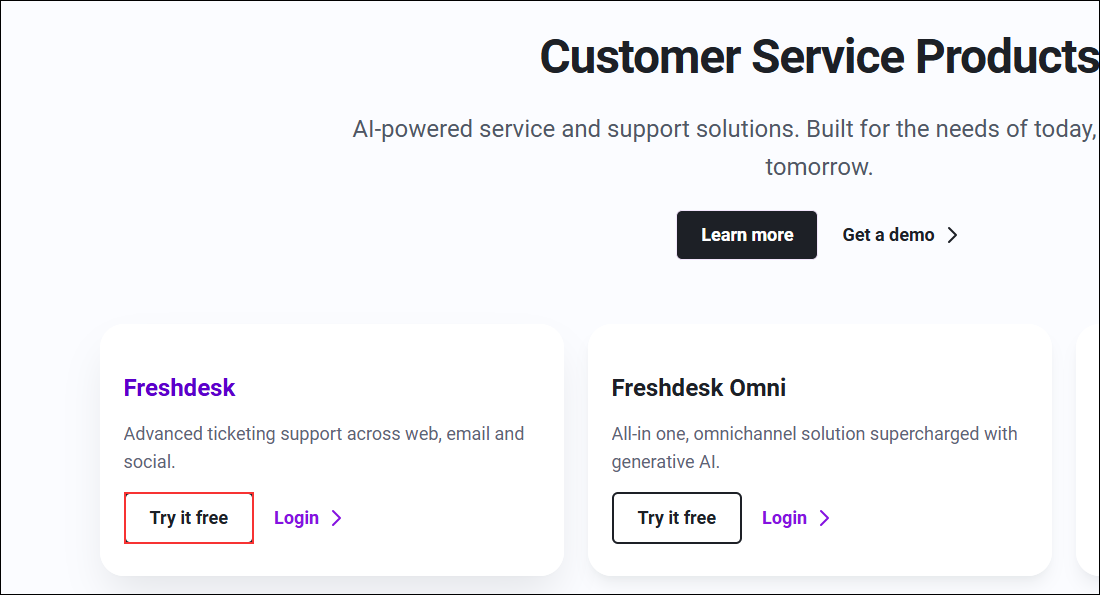 Customer Service Products
AI-powered service and support solutions. Built for the needs of today,
tomorrow.
Learn more
Get a demo
Freshdesk
Advanced ticketing support across web, email and
social.
Try it free
Login
Freshdesk Omni
All-in one, omnichannel solution supercharged with
generative AI.
Try it free
Login